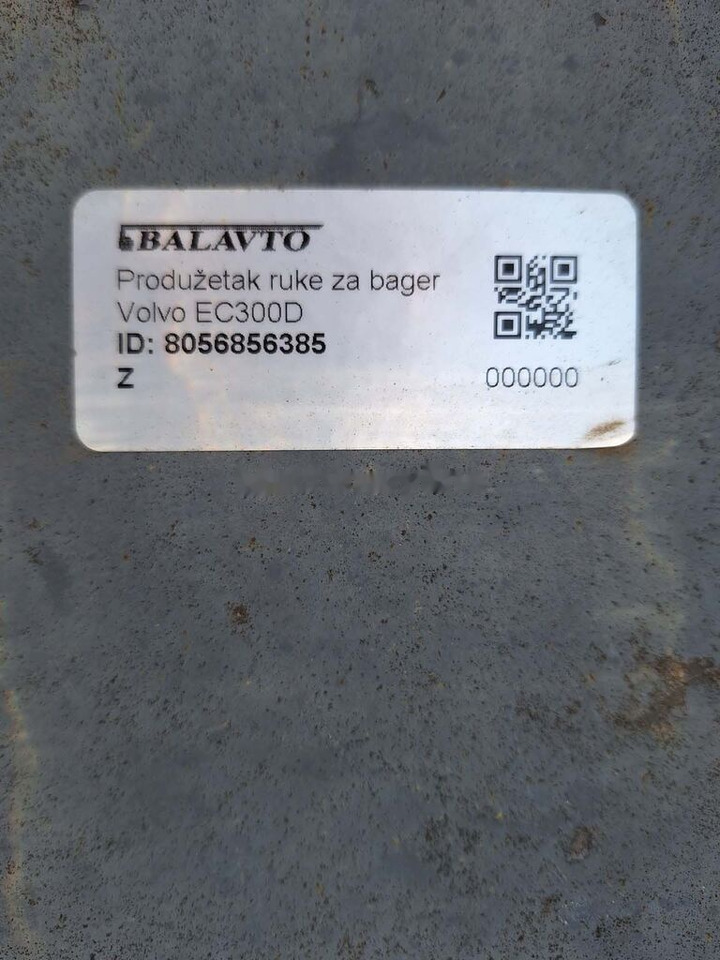 BALAVTO
Produžetak ruke za bager
Volvo EC300D
ID: 8056856385
Z 000000